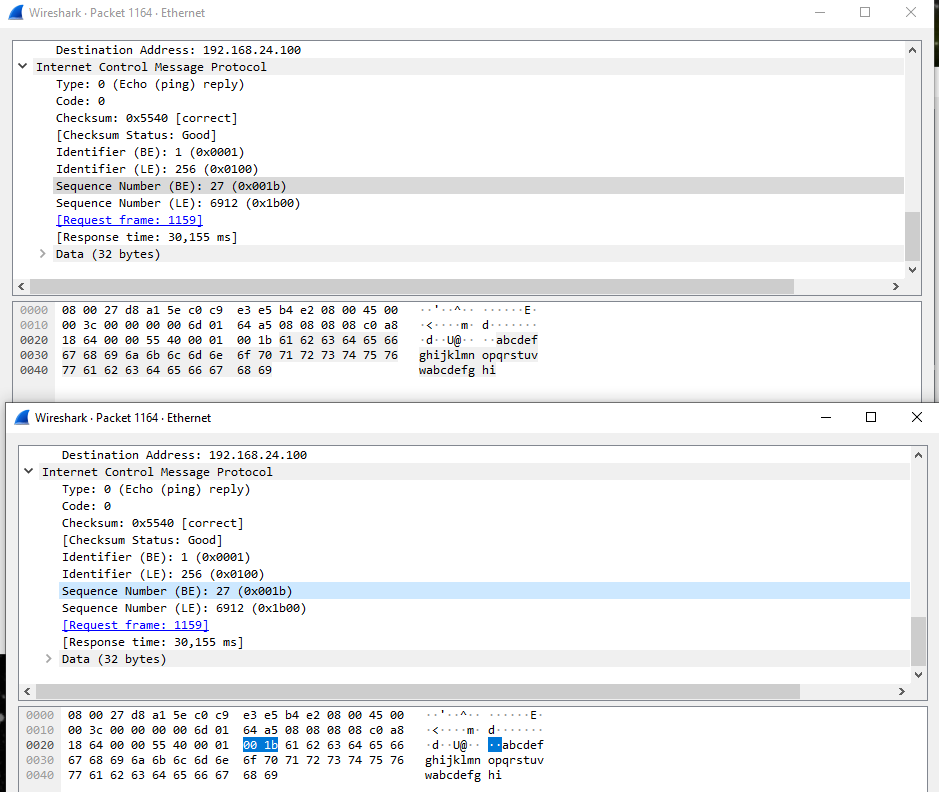 Wireshark · Packet 1164 · Ethernet
Destination Address: 192.168.24.100
Internet Control Message Protocol
Type: 0 (Echo (ping) reply)
Code: 0
Checksum: 0x5540 [correct]
[Checksum Status: Good]
Identifier (BE): 1 (0x0001)
Identifier (LE): 256 (0x0100)
Sequence Number (BE): 27 (0x001b)
Sequence Number (LE): 6912 (0x1b00)
[Request frame: 1159]
[Response time: 30,155 ms]
Data (32 bytes)
0000 08 00 27 d8 a1 5e c0 c9 e3 e5 b4 e2 08 00 45 00 ··'··^·· ······E·
0010 00 3c 00 00 00 00 6d 01 64 a5 08 08 08 08 c0 a8 ·<····m· d·······
0020 18 64 00 00 55 40 00 01 00 1b 61 62 63 64 65 66 ·d··U@·· ··abcdef
0030 67 68 69 6a 6b 6c 6d 6e 6f 70 71 72 73 74 75 76 ghijklmn opqrstuv
0040 77 61 62 63 64 65 66 67 68 69 wabcdefg hi
Wireshark · Packet 1164 · Ethernet
Destination Address: 192.168.24.100
Internet Control Message Protocol
Type: 0 (Echo (ping) reply)
Code: 0
Checksum: 0x5540 [correct]
[Checksum Status: Good]
Identifier (BE): 1 (0x0001)
Identifier (LE): 256 (0x0100)
Sequence Number (BE): 27 (0x001b)
Sequence Number (LE): 6912 (0x1b00)
[Request frame: 1159]
[Response time: 30,155 ms]
Data (32 bytes)
0000 08 00 27 d8 a1 5e c0 c9 e3 e5 b4 e2 08 00 45 00 ··'··^·· ······E·
0010 00 3c 00 00 00 00 6d 01 64 a5 08 08 08 08 c0 a8 ·<····m· d·······
0020 18 64 00 00 55 40 00 01 00 1b 61 62 63 64 65 66 ·d··U@·· ··abcdef
0030 67 68 69 6a 6b 6c 6d 6e 6f 70 71 72 73 74 75 76 ghijklmn opqrstuv
0040 77 61 62 63 64 65 66 67 68 69 wabcdefg hi